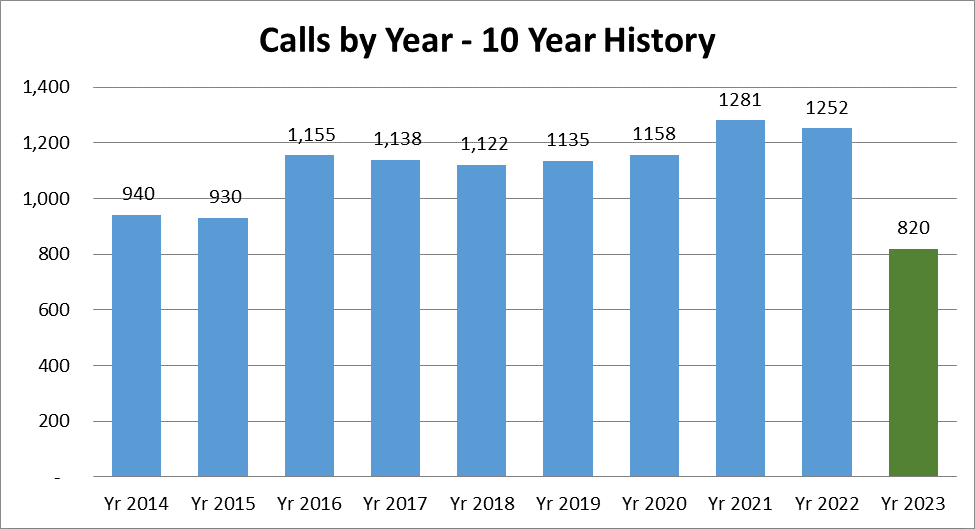 Calls by Year - 10 Year History
1,400
1,200
1,000
800
600
400
200
-
940
930
1,155
1,138
1,122
1135
1158
1281
1252
820
Yr 2014
Yr 2015
Yr 2016
Yr 2017
Yr 2018
Yr 2019
Yr 2020
Yr 2021
Yr 2022
Yr 2023